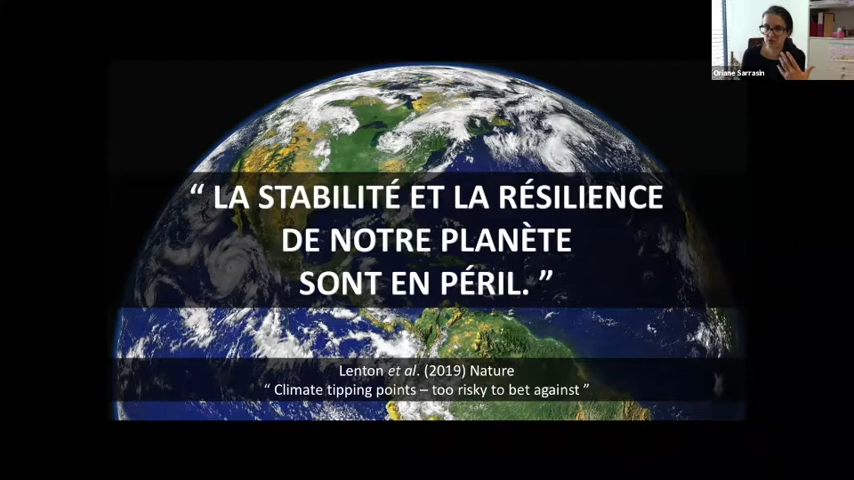 Oriane Sarrasin
“ LA STABILITÉ ET LA RÉSILIENCE
DE NOTRE PLANÈTE
SONT EN PÉRIL. ”
Lenton et al. (2019) Nature
“ Climate tipping points – too risky to bet against ”